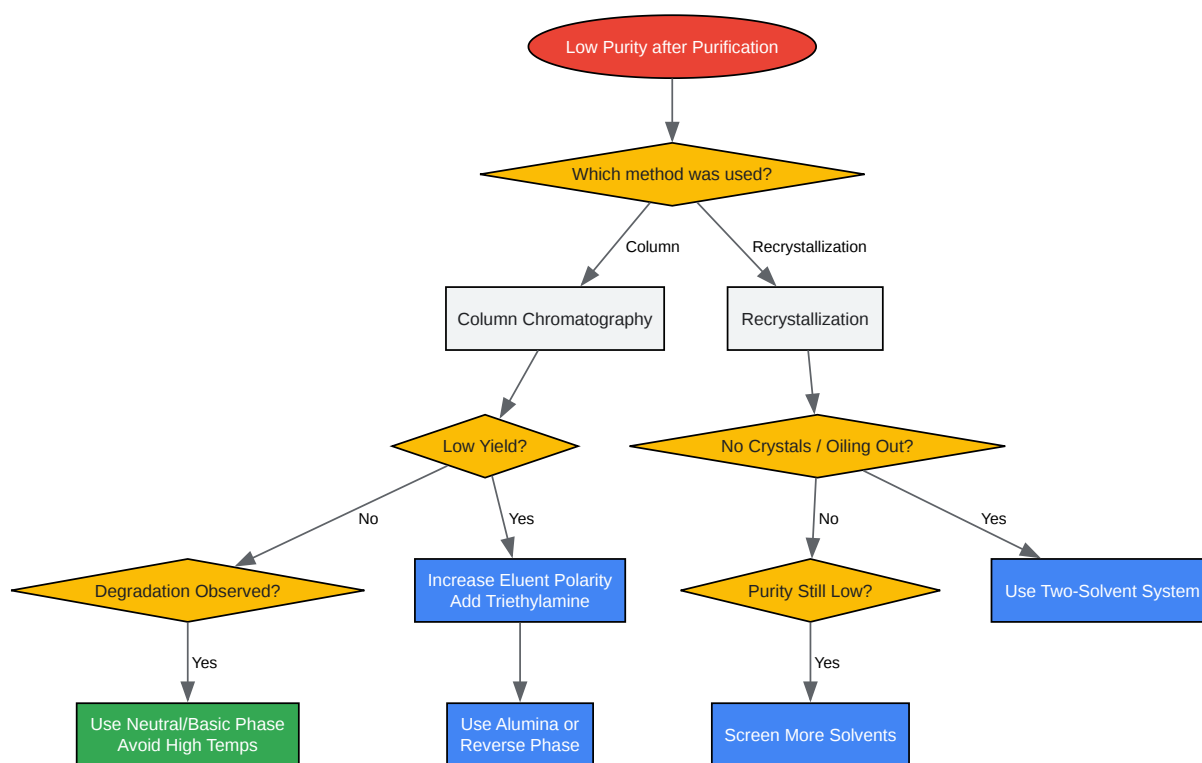 Low Purity after Purification
Which method was used?
Column
Recrystallization
Column Chromatography
Recrystallization
Low Yield?
No Crystals / Oiling Out?
No
Yes
No
Yes
Degradation Observed?
Increase Eluent Polarity
Add Triethylamine
Purity Still Low?
Use Two-Solvent System
Yes
Yes
Use Neutral/Basic Phase
Avoid High Temps
Use Alumina or
Reverse Phase
Screen More Solvents